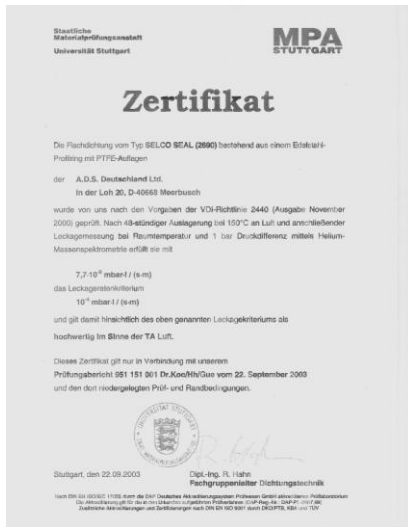 Staatliche
Materialprüfungsanstalt
Universität Stuttgart
MPA
STUTTGART
Zertifikat
Die Flachdichtung vom Typ SELCO SEAL (2690) bestehend aus einem Edelstahl-
Profilring mit PTFE-Auflagen
der A.D.S. Deutschland Ltd.
In der Loh 20, D-40668 Meerbusch
wurde von uns nach den Vorgaben der VDI-Richtlinie 2440 (Ausgabe November
2000) geprüft. Nach 48-stündiger Auslagerung bei 150°C an Luft und anschließender
Leckagemessung bei Raumtemperatur und 1 bar Druckdifferenz mittels Helium-
Massenspektrometrie erfüllt sie mit
mbar·l / (s·m)
das Leckageratenkriterium
mbar·l / (s·m)
und gilt damit hinsichtlich des oben genannten Leckagekriteriums als
hochwertig im Sinne der TA Luft.
Dieses Zertifikat gilt nur in Verbindung mit unserem
Prüfungsbericht 951 151 001 Dr.Koo/Hh/Gue vom 22. September 2003
und den dort niedergelegten Prüf- und Randbedingungen.
UNIVERSITÄT STUTTGART
Stuttgart, den 22.09.2003
Dipl.-Ing. R. Hahn
Fachgruppenleiter Dichtungstechnik